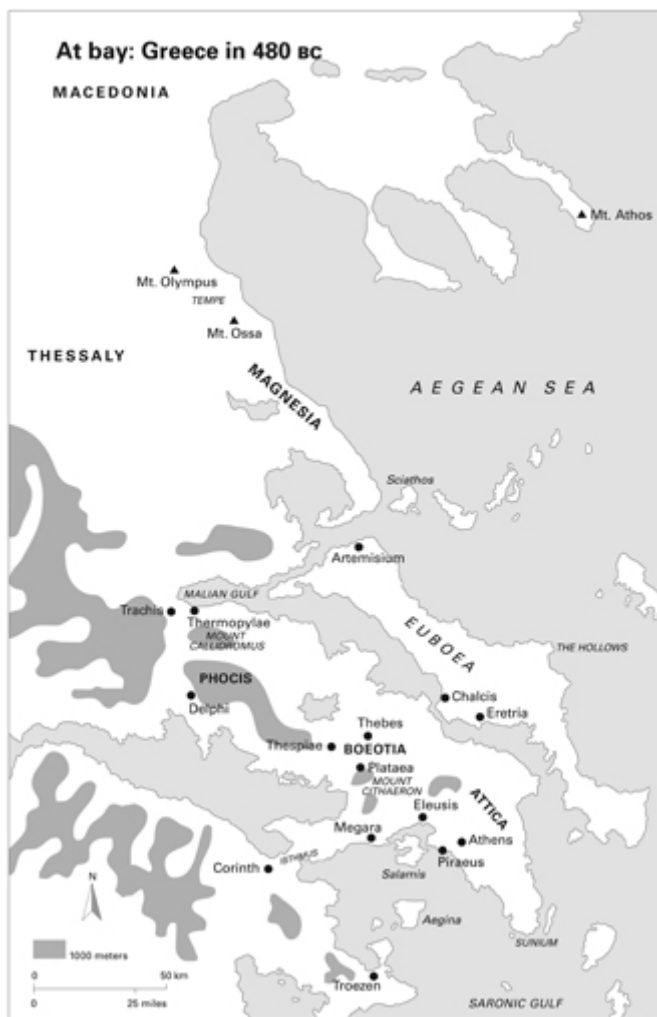 At bay: Greece in 480 BC
MACEDONIA
Mt. Athos
Mt. Olympus
TEMPE
Mt. Ossa
THESSALY
MAGNESIA
AEGEAN SEA
Sciathos
Artemisium
MALIAN GULF
Trachis
Thermopylae
MOUNT
CALLIDROMUS
EUBOEA
THE HOLLOWS
PHOCIS
Delphi
Chalcis
Eretria
Thebes
Thespiae
BOEOTIA
Plataea
MOUNT
CITHAERON
ATTICA
Eleusis
Megara
Athens
Piraeus
Salamis
Corinth
ISTHMUS
N
Aegina
SUNIUM
1000 meters
0 50 km
0 25 miles
Troezen
SARONIC GULF